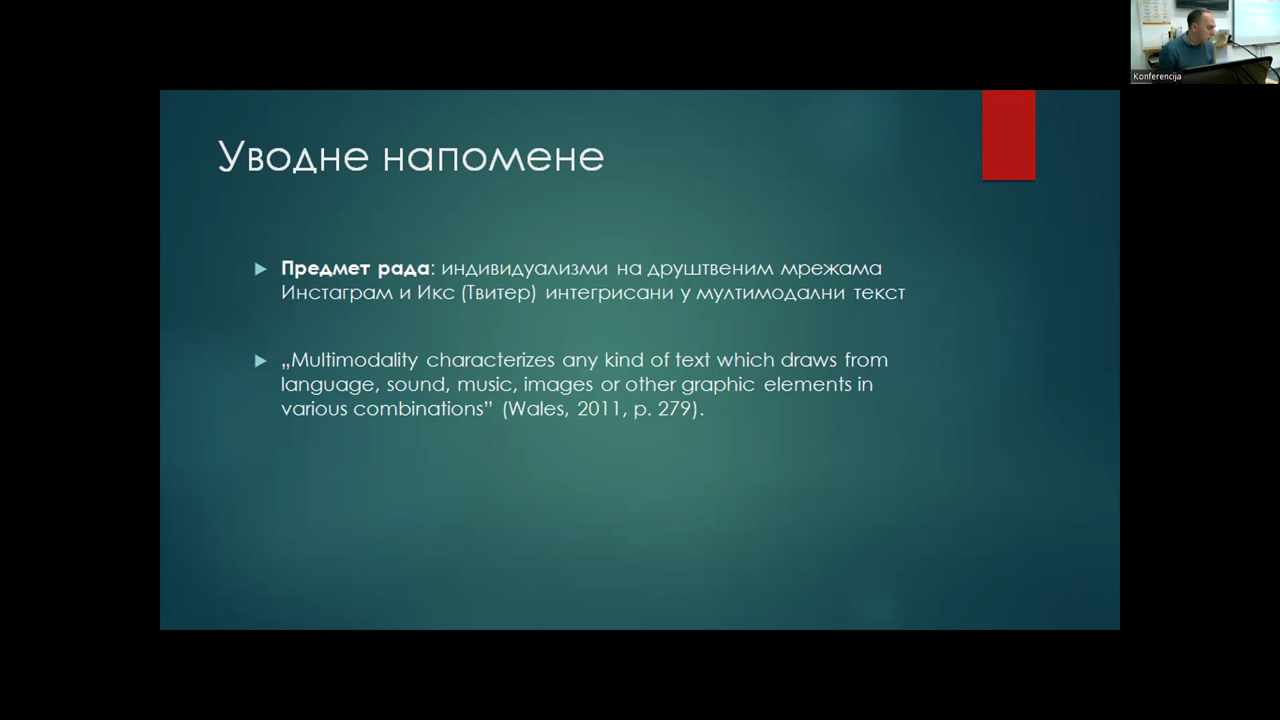 Konferencija
Уводне напомене
Предмет рада: индивидуализми на друштвеним мрежама
Инстаграм и Икс (Твитер) интегрисани у мултимодални текст
„Multimodality characterizes any kind of text which draws from
language, sound, music, images or other graphic elements in
various combinations” (Wales, 2011, p. 279).